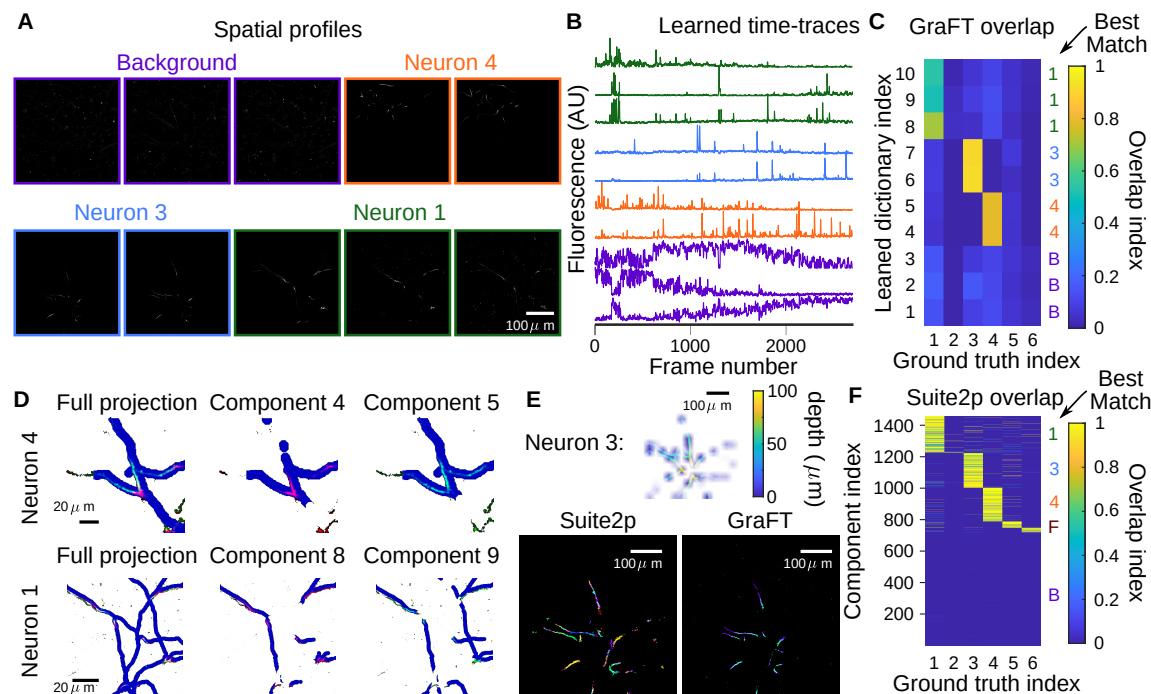 A
Spatial profiles
Background
Neuron 4
Neuron 3
Neuron 1
100 μ m
B
Learned time-traces
Fluorescence (AU)
0
1000
2000
Frame number
C
GraFT overlap
Best
Match
Leaned dictionary index
10
9
8
7
6
5
4
3
2
1
1
1
1
3
3
4
4
B
B
B
1
0.8
0.6
0.4
0.2
0
Overlap index
1 2 3 4 5 6
Ground truth index
D
Full projection
Component 4
Component 5
Neuron 4
20 μ m
Full projection
Component 8
Component 9
Neuron 1
20 μ m
E
100 μ m
Neuron 3:
100
50
0
depth (μm)
Suite2p
GraFT
100 μ m
100 μ m
F
Suite2p overlap
Best
Match
Component index
1400
1200
1000
800
600
400
200
1
3
4
F
B
1
0.8
0.6
0.4
0.2
0
Overlap index
1 2 3 4 5 6
Ground truth index